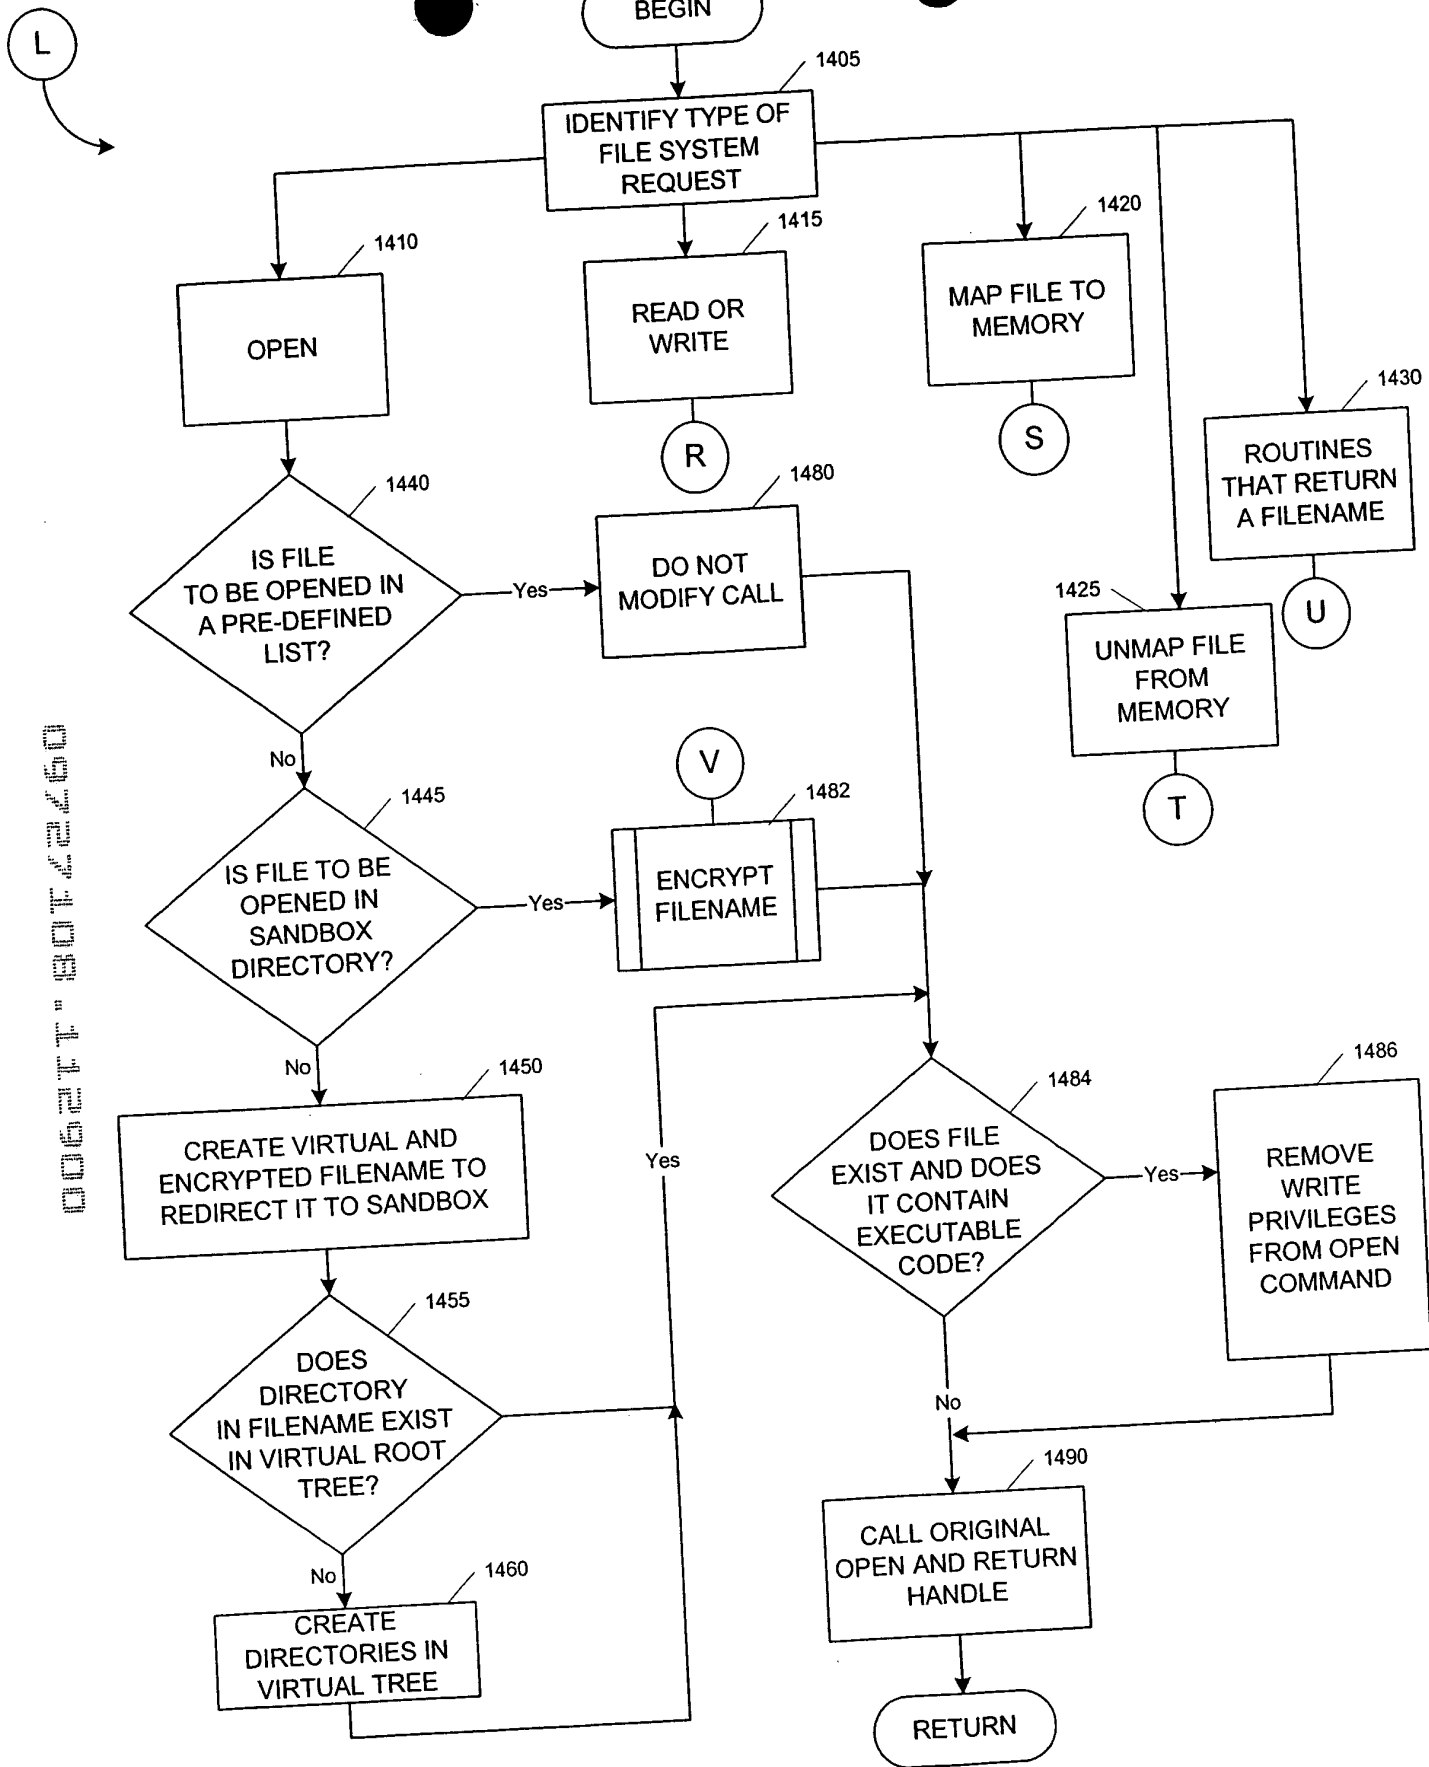 L
BEGIN
1405
IDENTIFY TYPE OF
FILE SYSTEM
REQUEST
1410
OPEN
1415
READ OR
WRITE
R
1420
MAP FILE TO
MEMORY
S
1430
ROUTINES
THAT RETURN
A FILENAME
U
1425
UNMAP FILE
FROM
MEMORY
T
1440
IS FILE
TO BE OPENED IN
A PRE-DEFINED
LIST?
Yes
1480
DO NOT
MODIFY CALL
No
1445
IS FILE TO BE
OPENED IN
SANDBOX
DIRECTORY?
Yes
V
1482
ENCRYPT
FILENAME
No
1450
CREATE VIRTUAL AND
ENCRYPTED FILENAME TO
REDIRECT IT TO SANDBOX
1455
DOES
DIRECTORY
IN FILENAME EXIST
IN VIRTUAL ROOT
TREE?
Yes
No
1460
CREATE
DIRECTORIES IN
VIRTUAL TREE
1484
DOES FILE
EXIST AND DOES
IT CONTAIN
EXECUTABLE
CODE?
Yes
1486
REMOVE
WRITE
PRIVILEGES
FROM OPEN
COMMAND
No
1490
CALL ORIGINAL
OPEN AND RETURN
HANDLE
RETURN
09727108.112900